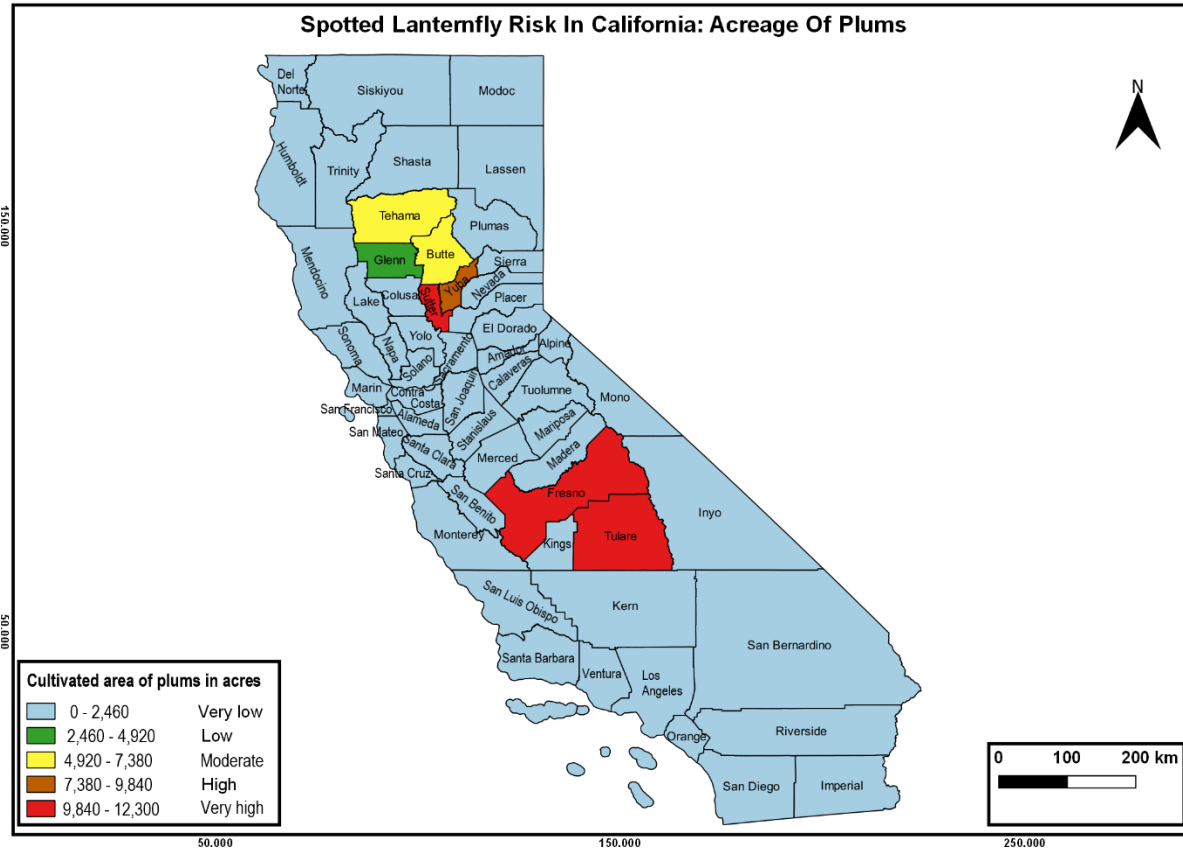 Spotted Lanternfly Risk In California: Acreage Of Plums
N
Del
Norte
Siskiyou
Modoc
Humboldt
Trinity
Shasta
Lassen
Tehama
Plumas
150.000
Mendocino
Glenn
Butte
Sierra
Lake
Colusa
Sutter
Yuba
Nevada
Placer
Sonoma
Napa
Yolo
Solano
Sacramento
El Dorado
Amador
Alpine
Calaveras
Marin
Contra
Costa
San Joaquin
Tuolumne
Mono
San Francisco
Alameda
Stanislaus
Mariposa
San Mateo
Santa Clara
Merced
Madera
Santa Cruz
San Benito
Fresno
Inyo
Monterey
Kings
Tulare
San Luis Obispo
Kern
50.000
San Bernardino
Santa Barbara
Ventura
Los
Angeles
Orange
Riverside
San Diego
Imperial
Cultivated area of plums in acres
0 - 2,460 Very low
2,460 - 4,920 Low
4,920 - 7,380 Moderate
7,380 - 9,840 High
9,840 - 12,300 Very high
0 100 200 km
50.000 150.000 250.000